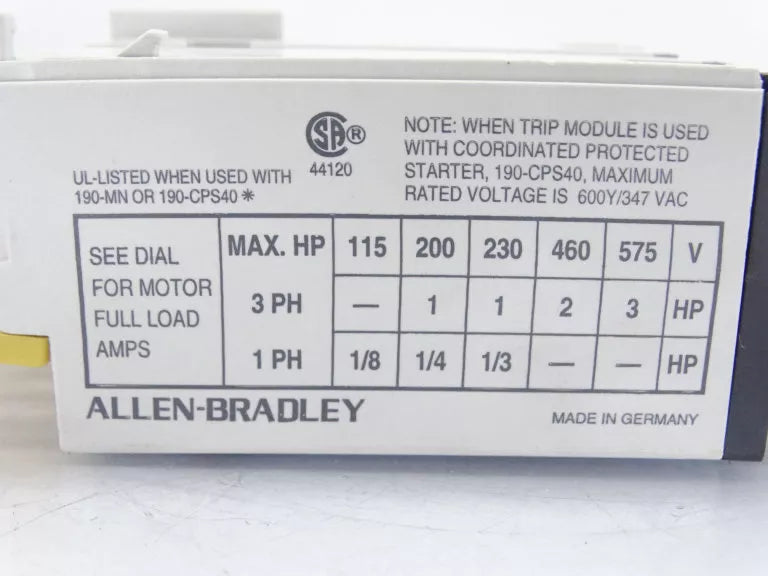 UL-LISTED WHEN USED WITH
190-MN OR 190-CPS40 *
SA ®
44120
NOTE: WHEN TRIP MODULE IS USED
WITH COORDINATED PROTECTED
STARTER, 190-CPS40, MAXIMUM
RATED VOLTAGE IS 600Y/347 VAC
SEE DIAL
FOR MOTOR
FULL LOAD
AMPS
MAX. HP 115 200 230 460 575 V
3 PH — 1 1 2 3 HP
1 PH 1/8 1/4 1/3 — — HP
ALLEN-BRADLEY
MADE IN GERMANY